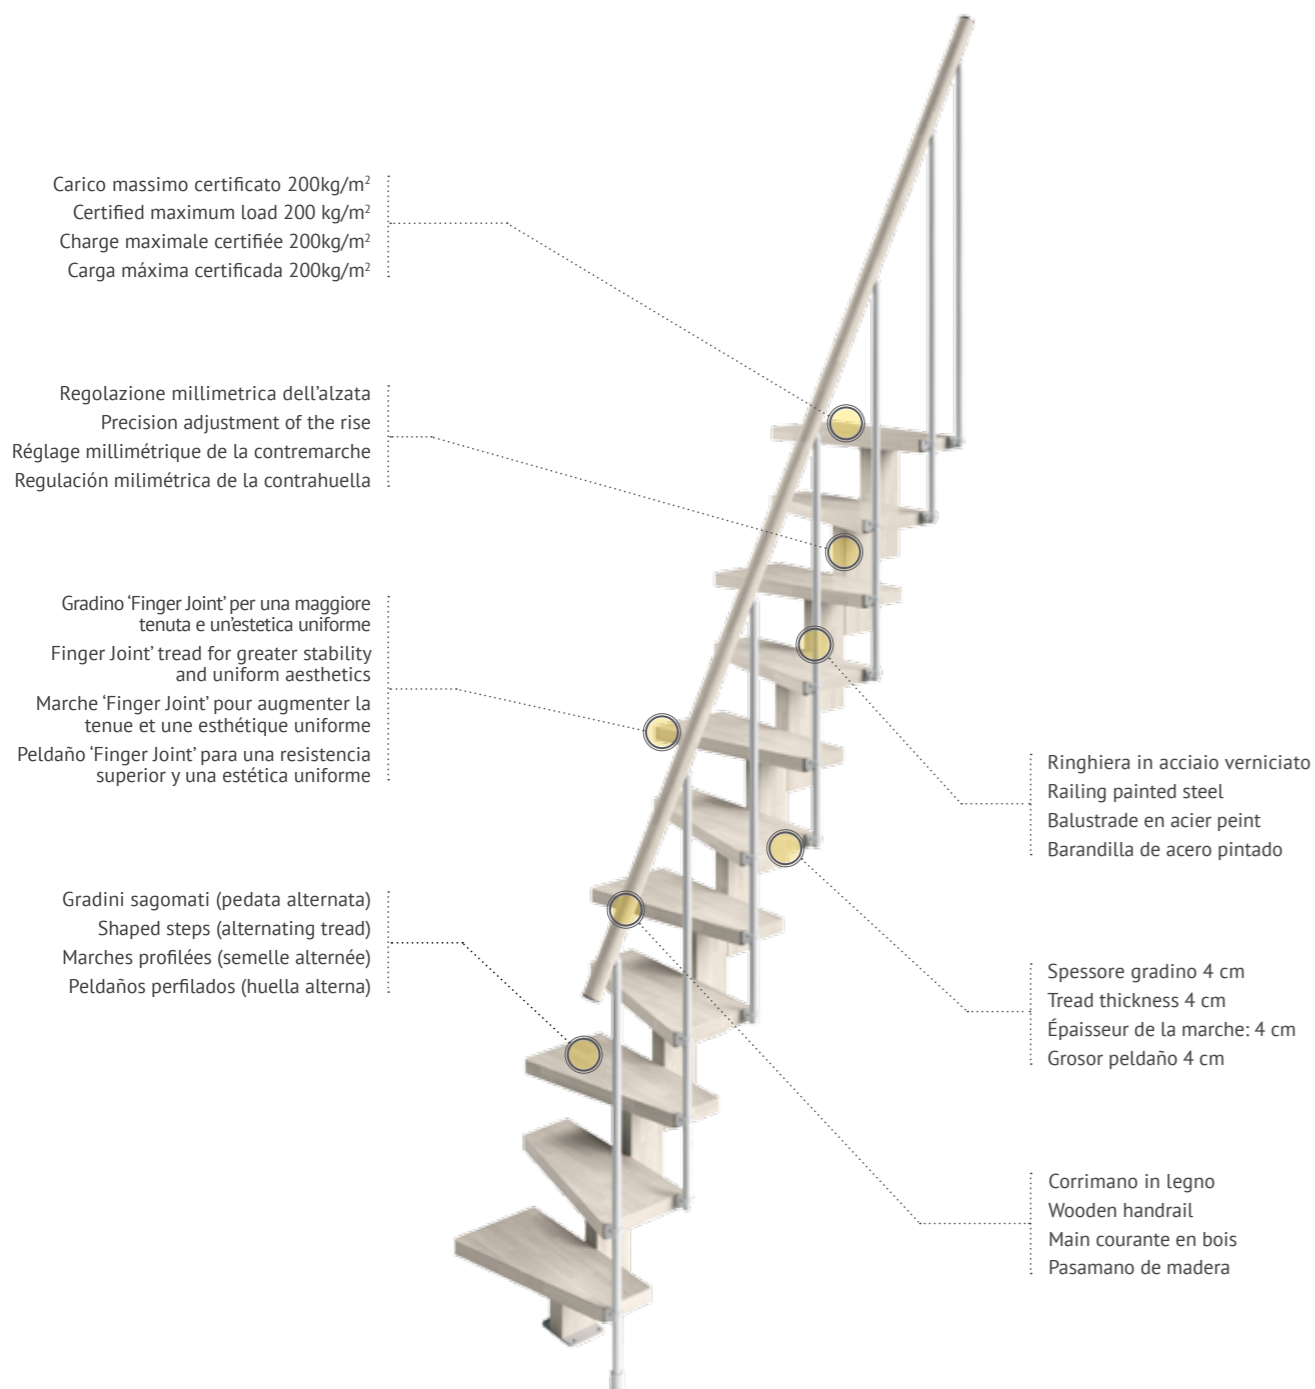 Carico massimo certificato 200kg/m²
Certified maximum load 200 kg/m²
Charge maximale certifiée 200kg/m²
Carga máxima certificada 200kg/m²
Regolazione millimetrica dell'alzata
Precision adjustment of the rise
Réglage millimétrique de la contremarche
Regulación milimétrica de la contrahuella
Gradino ‘Finger Joint’ per una maggiore
tenuta e un’estetica uniforme
Finger Joint’ tread for greater stability
and uniform aesthetics
Marche ‘Finger Joint’ pour augmenter la
tenue et une esthétique uniforme
Peldaño ‘Finger Joint’ para una resistencia
superior y una estética uniforme
Gradini sagomati (pedata alternata)
Shaped steps (alternating tread)
Marches profilées (semelle alternée)
Peldaños perfilados (huella alterna)
Ringhiera in acciaio verniciato
Railing painted steel
Balustrade en acier peint
Barandilla de acero pintado
Spessore gradino 4 cm
Tread thickness 4 cm
Épaisseur de la marche: 4 cm
Grosor peldaño 4 cm
Corrimano in legno
Wooden handrail
Main courante en bois
Pasamano de madera